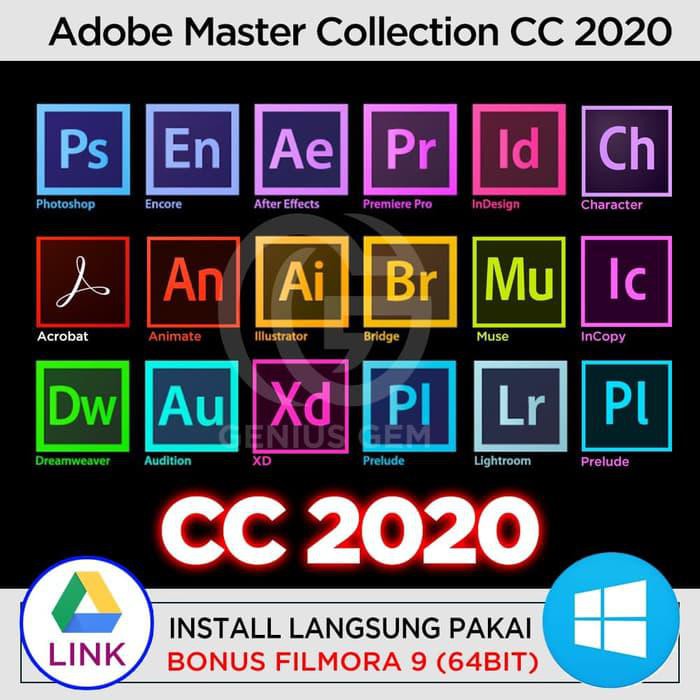 Adobe Master Collection CC 2020
Ps En Ae Pr Id Ch
Photoshop Encore After Effects Premiere Pro InDesign Character
An Ai Br Mu Ic
Acrobat Animate Illustrator Bridge Muse InCopy
Dw Au Xd Pl Lr Pl
GENIUS GEM
Dreamweaver Audition XD Prelude Lightroom Prelude
CC 2020
LINK
INSTALL LANGSUNG PAKAI
BONUS FILMORA 9 (64BIT)